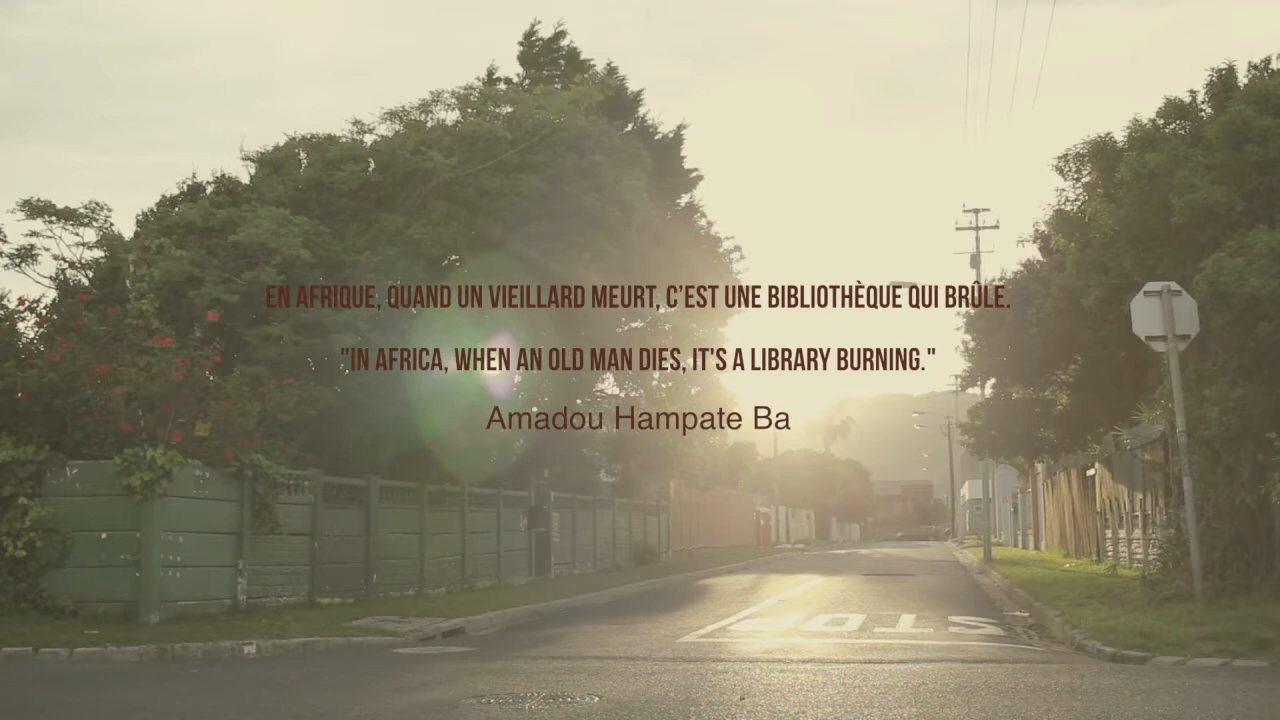 EN AFRIQUE, QUAND UN VIEILLARD MEURT, C’EST UNE BIBLIOTHÈQUE QUI BRÛLE.
"IN AFRICA, WHEN AN OLD MAN DIES, IT'S A LIBRARY BURNING."
Amadou Hampate Ba
STOP